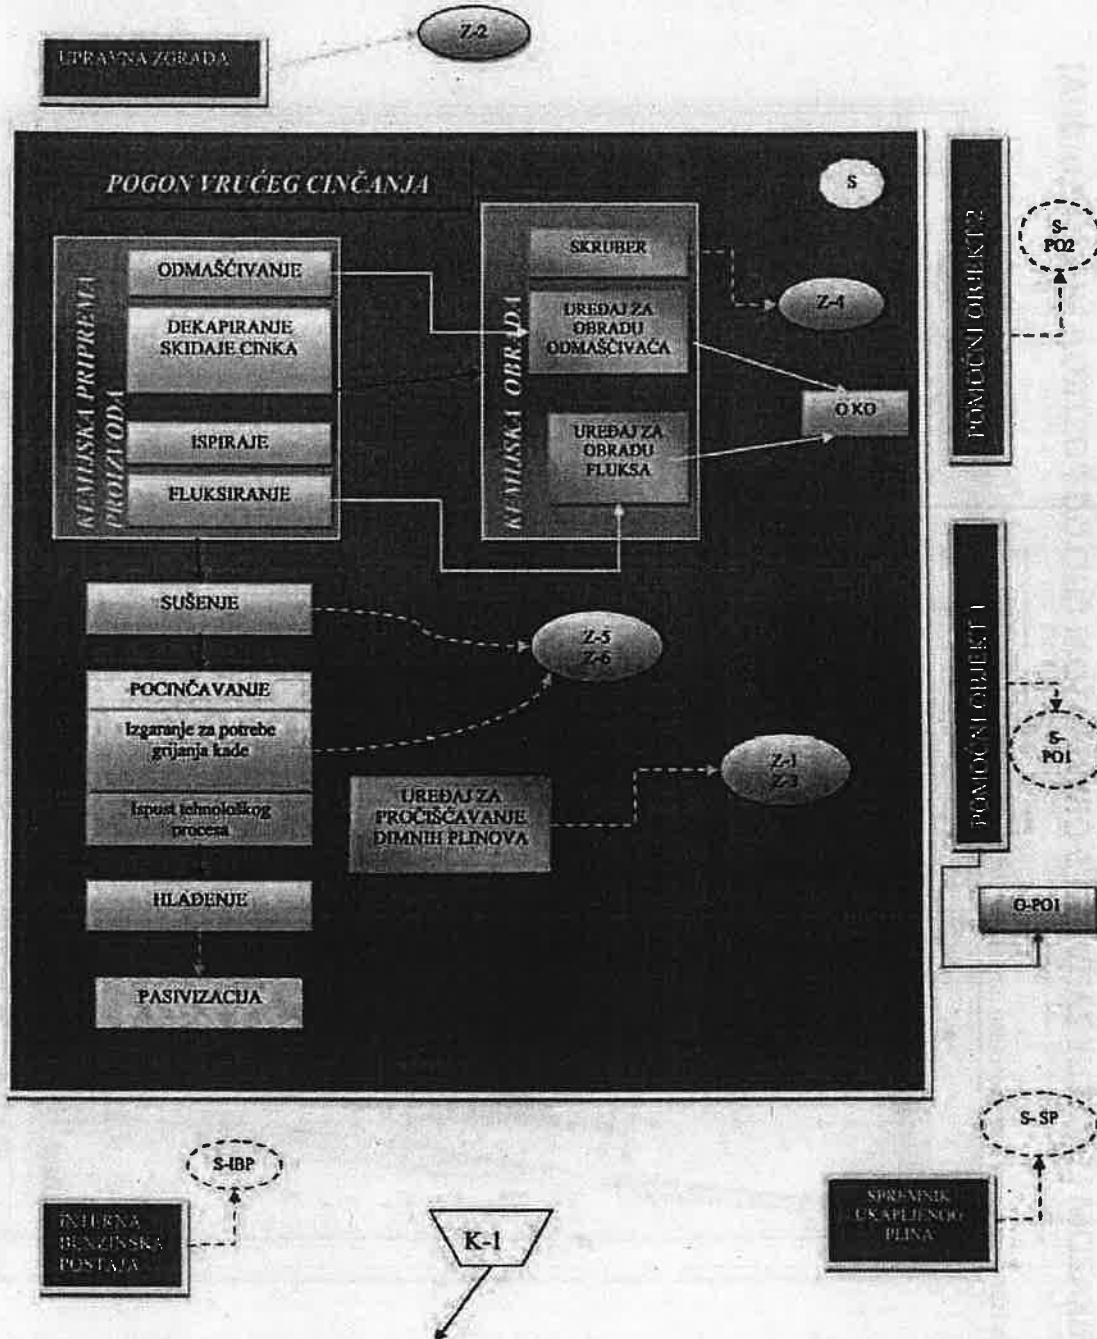 UPRAVNA ZGRADA
Z-2
POGON VRUĆEG CINČANJA
S
KEMIJSKA PRIPREMA
PROIZVODA
ODMAŠĆIVANJE
DEKAPIRANJE
SKIDAJE CINKA
ISPIRAJE
FLUKSIRANJE
KEMIJSKA OBRADA
SKRUBER
UREĐAJ ZA
OBRADU
ODMAŠĆIVAČA
UREĐAJ ZA
OBRADU
FLUKSA
Z-4
O KO
SUŠENJE
POCINČAVANJE
Izgaranje za potrebe
grijanja kade
Ispust tehnološkog
procesa
HLAĐENJE
PASIVIZACIJA
Z-5
Z-6
UREĐAJ ZA
PROČIŠĆAVANJE
DIMNIH PLINOVA
Z-1
Z-3
POMOĆNI OBJEKT 2
S-
PO2
POMOĆNI OBJEKT 1
S-
PO1
O-PO1
S-IBP
INTERNA
BENZINSKA
POSTAJA
K-1
S- SP
SPREMNIK
UKAPLJENOG
PLINA